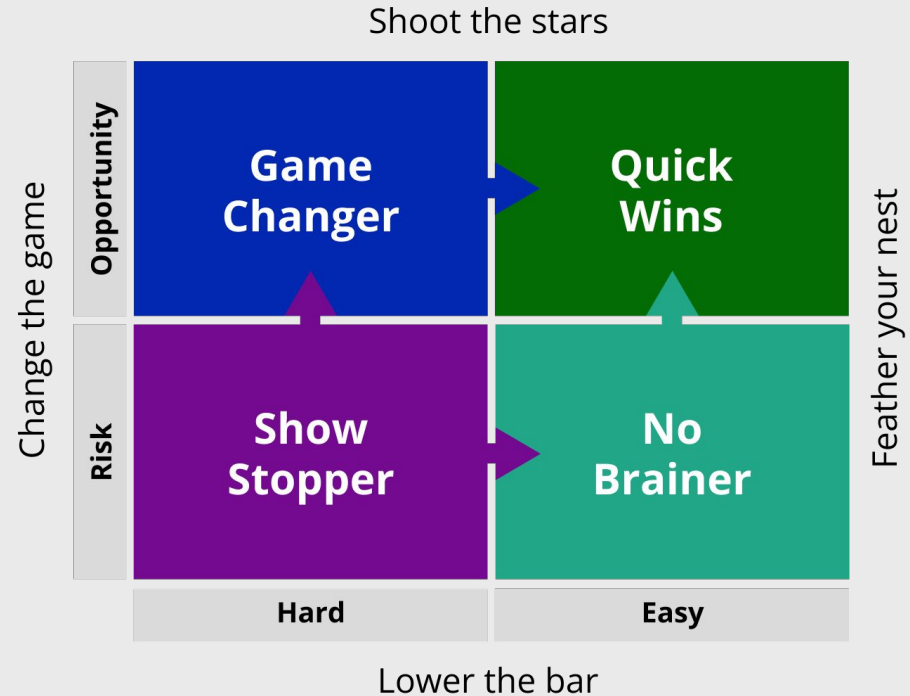 Shoot the stars
Change the game
Opportunity
Game
Changer
Quick
Wins
Feather your nest
Risk
Show
Stopper
No
Brainer
Hard
Easy
Lower the bar